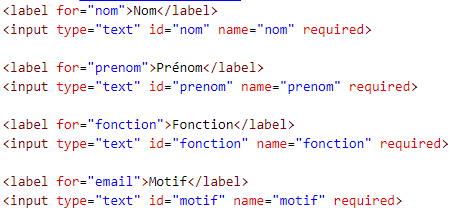 <label for="nom">Nom</label>
<input type="text" id="nom" name="nom" required>
<label for="prenom">Prénom</label>
<input type="text" id="prenom" name="prenom" required>
<label for="fonction">Fonction</label>
<input type="text" id="fonction" name="fonction" required>
<label for="email">Motif</label>
<input type="text" id="motif" name="motif" required>